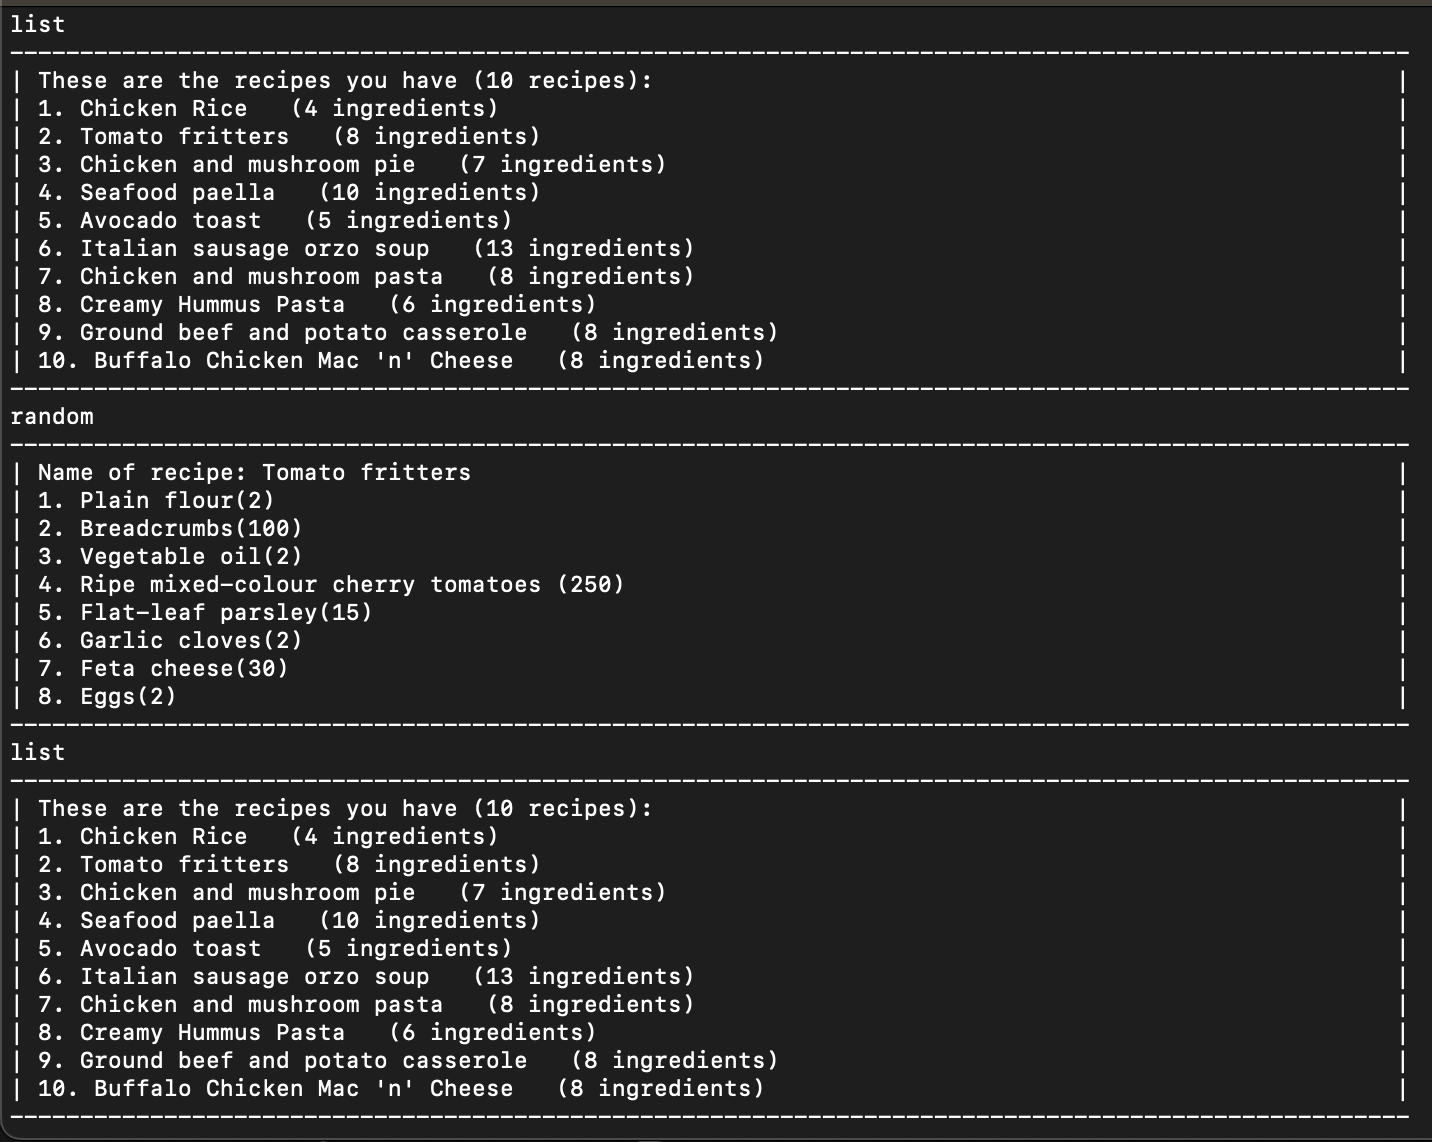 list
----------------------------------------------------------------------------------------------------
| These are the recipes you have (10 recipes): |
| 1. Chicken Rice   (4 ingredients) |
| 2. Tomato fritters   (8 ingredients) |
| 3. Chicken and mushroom pie   (7 ingredients) |
| 4. Seafood paella   (10 ingredients) |
| 5. Avocado toast   (5 ingredients) |
| 6. Italian sausage orzo soup   (13 ingredients) |
| 7. Chicken and mushroom pasta   (8 ingredients) |
| 8. Creamy Hummus Pasta   (6 ingredients) |
| 9. Ground beef and potato casserole   (8 ingredients) |
| 10. Buffalo Chicken Mac 'n' Cheese   (8 ingredients) |
----------------------------------------------------------------------------------------------------
random
----------------------------------------------------------------------------------------------------
| Name of recipe: Tomato fritters |
| 1. Plain flour(2) |
| 2. Breadcrumbs(100) |
| 3. Vegetable oil(2) |
| 4. Ripe mixed-colour cherry tomatoes (250) |
| 5. Flat-leaf parsley(15) |
| 6. Garlic cloves(2) |
| 7. Feta cheese(30) |
| 8. Eggs(2) |
----------------------------------------------------------------------------------------------------
list
----------------------------------------------------------------------------------------------------
| These are the recipes you have (10 recipes): |
| 1. Chicken Rice   (4 ingredients) |
| 2. Tomato fritters   (8 ingredients) |
| 3. Chicken and mushroom pie   (7 ingredients) |
| 4. Seafood paella   (10 ingredients) |
| 5. Avocado toast   (5 ingredients) |
| 6. Italian sausage orzo soup   (13 ingredients) |
| 7. Chicken and mushroom pasta   (8 ingredients) |
| 8. Creamy Hummus Pasta   (6 ingredients) |
| 9. Ground beef and potato casserole   (8 ingredients) |
| 10. Buffalo Chicken Mac 'n' Cheese   (8 ingredients) |
----------------------------------------------------------------------------------------------------